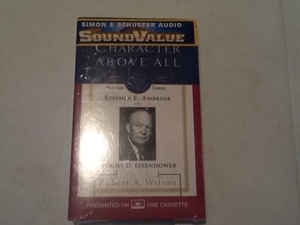 SIMON & SCHUSTER AUDIO
SOUNDVALUE
CHARACTER
ABOVE ALL
STEPHEN E. AMBROSE
DWIGHT D. EISENHOWER
Robert A. Wilson
PRESENTED ON ONE CASSETTE